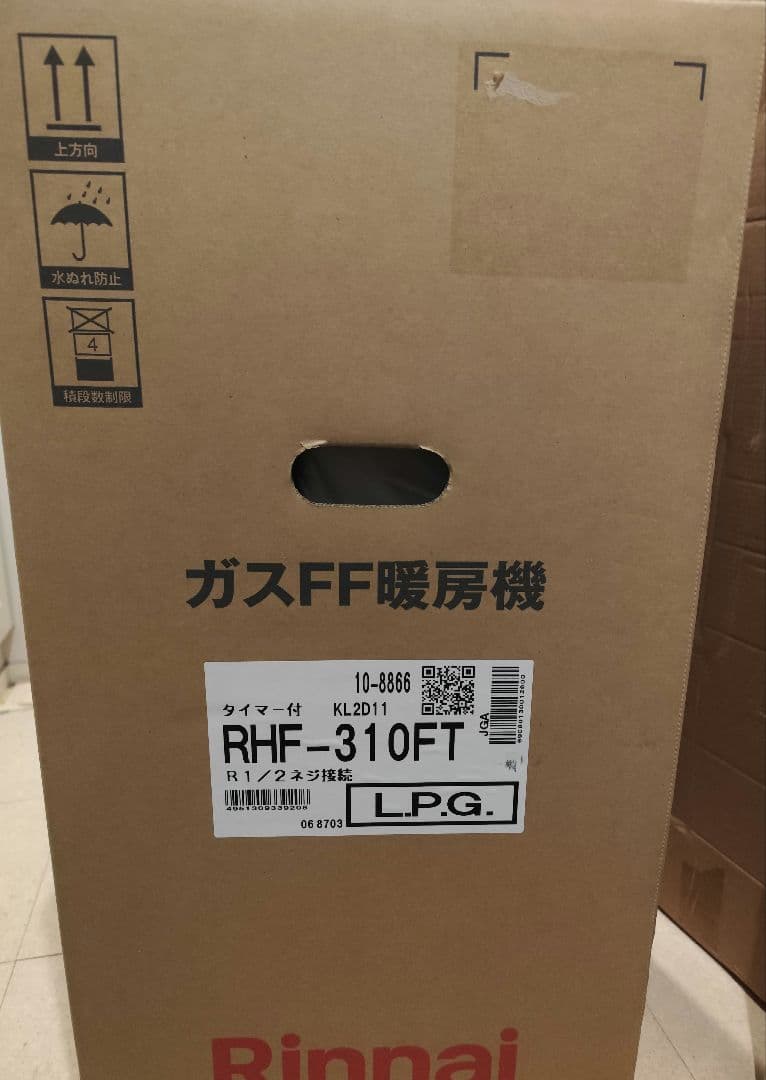 上方向
水ぬれ防止
4
積段数制限
ガスFF暖房機
10-8866
タイマー付 KL2D11
RHF-310FT
JGA
R1/2ネジ接続
4951309339208
L.P.G.
06 8703
Rinnai